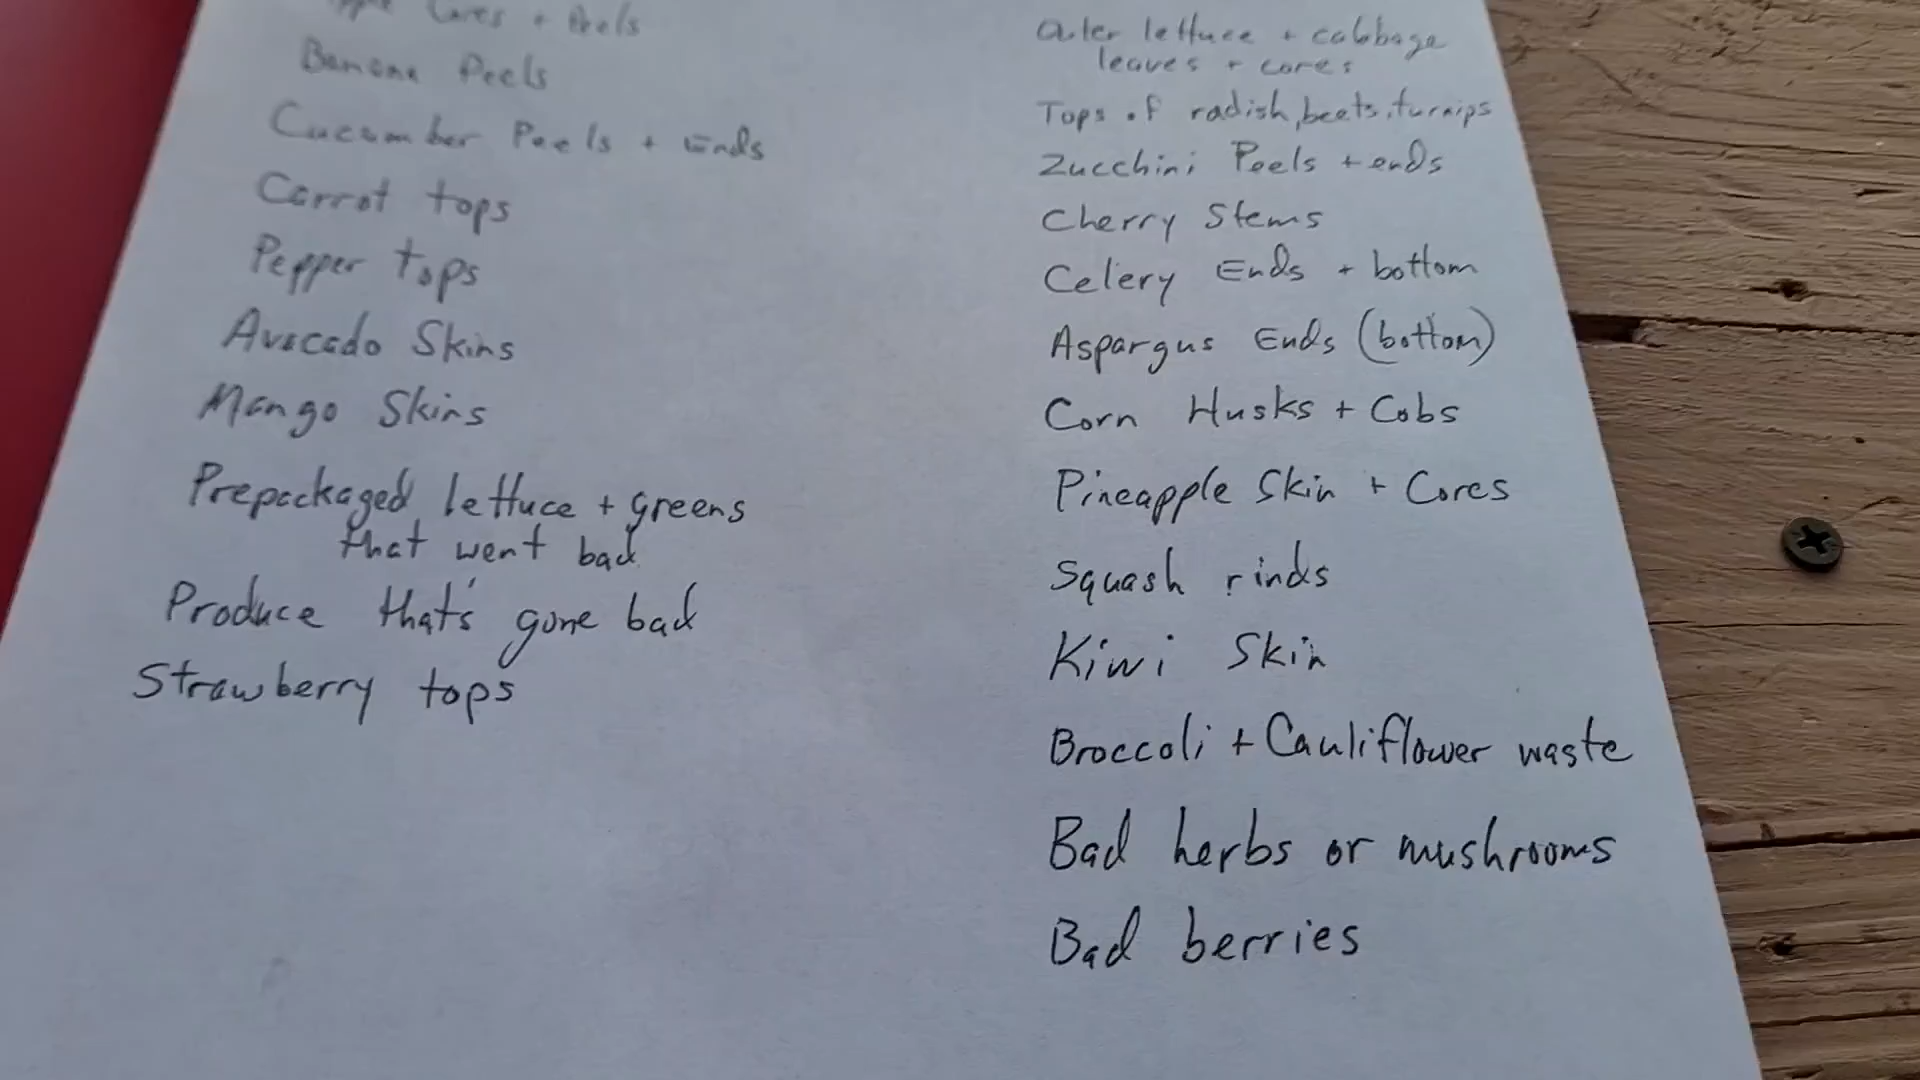 Cores + Peels
Banana Peels
Cucumber Peels + Ends
Carrot tops
Pepper tops
Avacado Skins
Mango Skins
Prepackaged lettuce + greens
that went bad
Produce that's gone bad
Strawberry tops
Outer lettuce + cabbage
leaves + cores
Tops of radish, beets, turnips
Zucchini Peels + ends
Cherry Stems
Celery Ends + bottom
Aspargus Ends (bottom)
Corn Husks + Cobs
Pineapple Skin + Cores
Squash rinds
Kiwi Skin
Broccoli + Cauliflower waste
Bad herbs or mushrooms
Bad berries